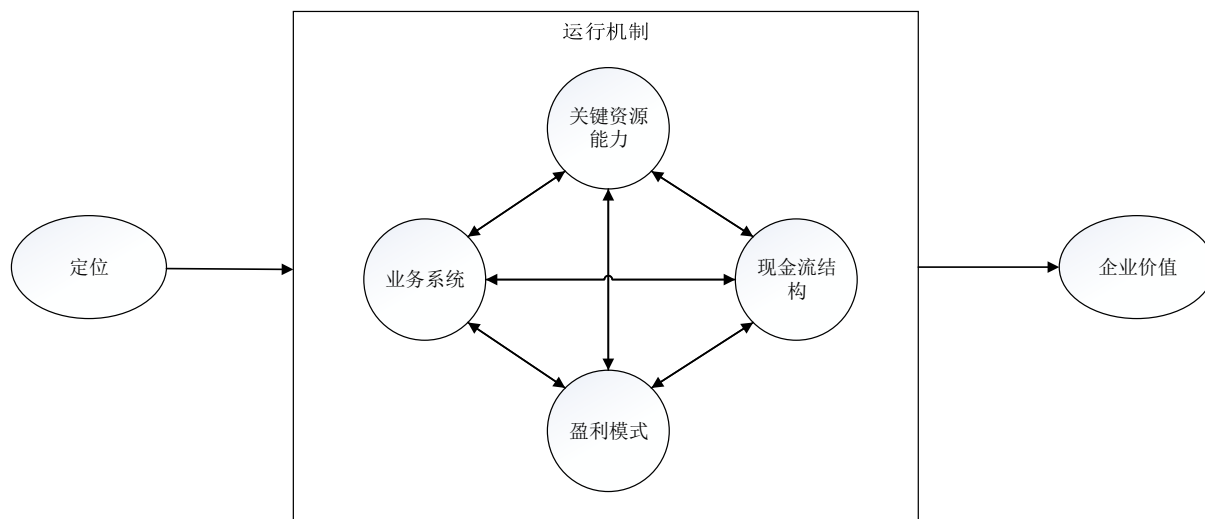 运行机制
关键资源
能力
定位
业务系统
现金流结
构
企业价值
盈利模式